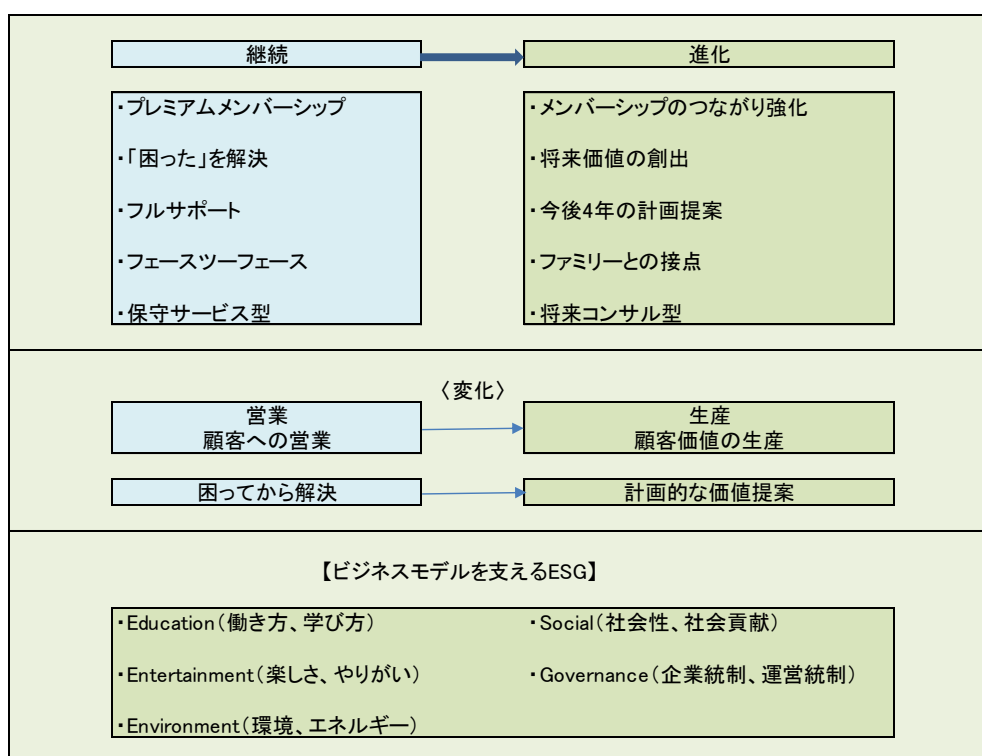 継続
進化
・プレミアムメンバーシップ
・「困った」を解決
・フルサポート
・フェースツーフェース
・保守サービス型
・メンバーシップのつながり強化
・将来価値の創出
・今後4年の計画提案
・ファミリーとの接点
・将来コンサル型
〈変化〉
営業
顧客への営業
生産
顧客価値の生産
困ってから解決
計画的な価値提案
【ビジネスモデルを支えるESG】
・Education(働き方、学び方)
・Entertainment(楽しさ、やりがい)
・Environment(環境、エネルギー)
・Social(社会性、社会貢献)
・Governance(企業統制、運営統制)